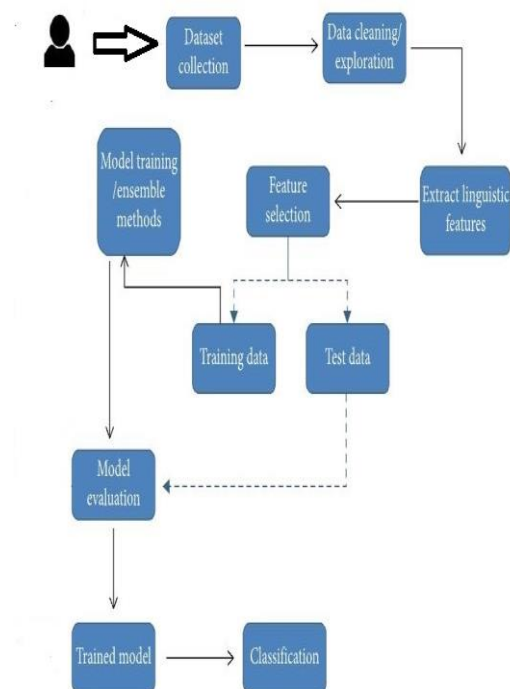 Dataset
collection
Data cleaning/
exploration
Model training
/ensemble
methods
Feature
selection
Extract linguistic
features
Training data
Test data
Model
evaluation
Trained model
Classification